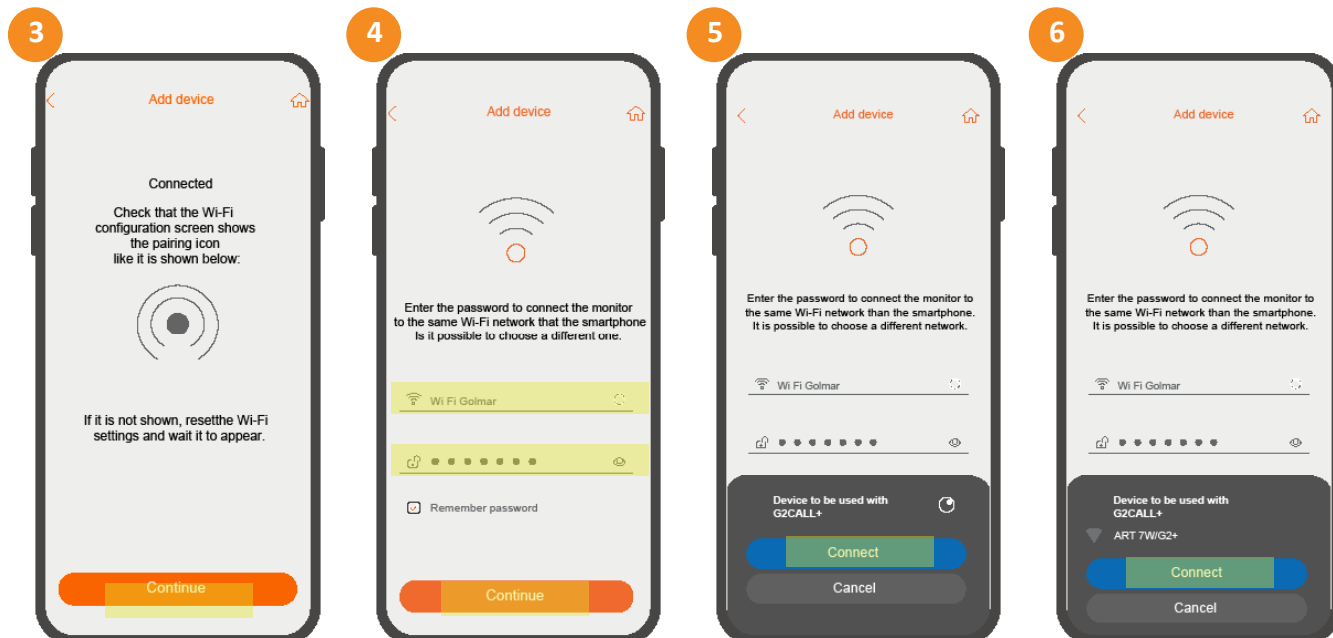 3
Add device
Connected
Check that the Wi-Fi
configuration screen shows
the pairing icon
like it is shown below:
If it is not shown, resetthe Wi-Fi
settings and wait it to appear.
Continue
4
Add device
Enter the password to connect the monitor
to the same Wi-Fi network that the smartphone
Is it possible to choose a different one.
Wi Fi Golmar
Remember password
Continue
5
Add device
Enter the password to connect the monitor to
the same Wi-Fi network than the smartphone.
It is possible to choose a different network.
Wi Fi Golmar
Device to be used with
G2CALL+
Connect
Cancel
6
Add device
Enter the password to connect the monitor to
the same Wi-Fi network than the smartphone.
It is possible to choose a different network.
Wi Fi Golmar
Device to be used with
G2CALL+
ART 7W/G2+
Connect
Cancel